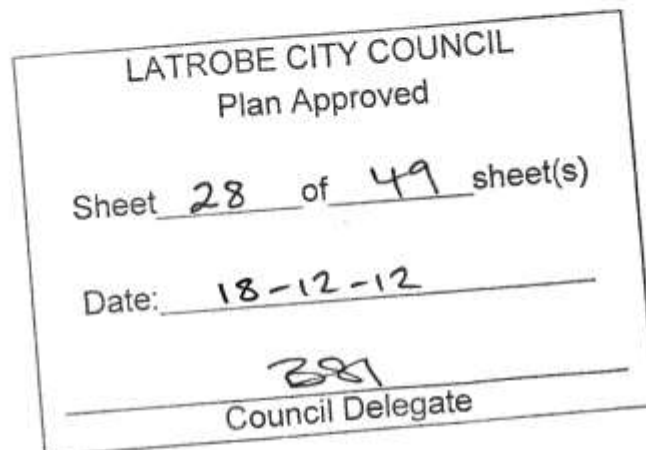 LATROBE CITY COUNCIL
Plan Approved
Sheet 28 of 49 sheet(s)
Date: 18-12-12
Council Delegate